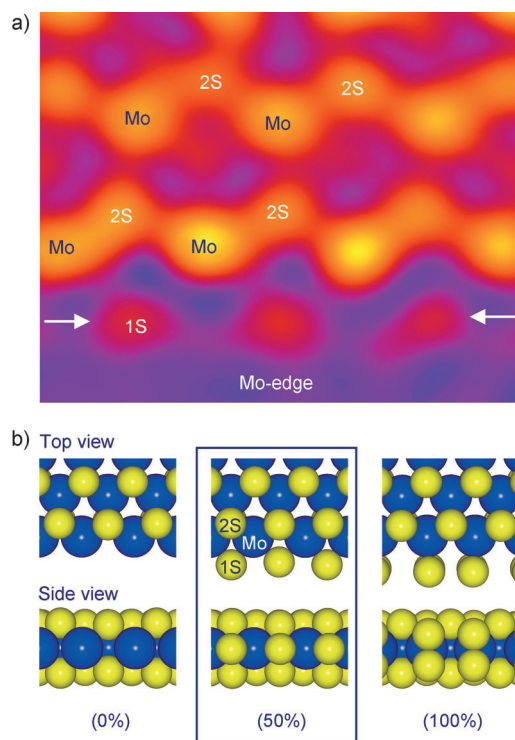 a)
2S 2S
Mo Mo
2S 2S
Mo Mo
1S
Mo-edge
b) Top view
2S
Mo
1S
Side view
(0%) (50%) (100%)